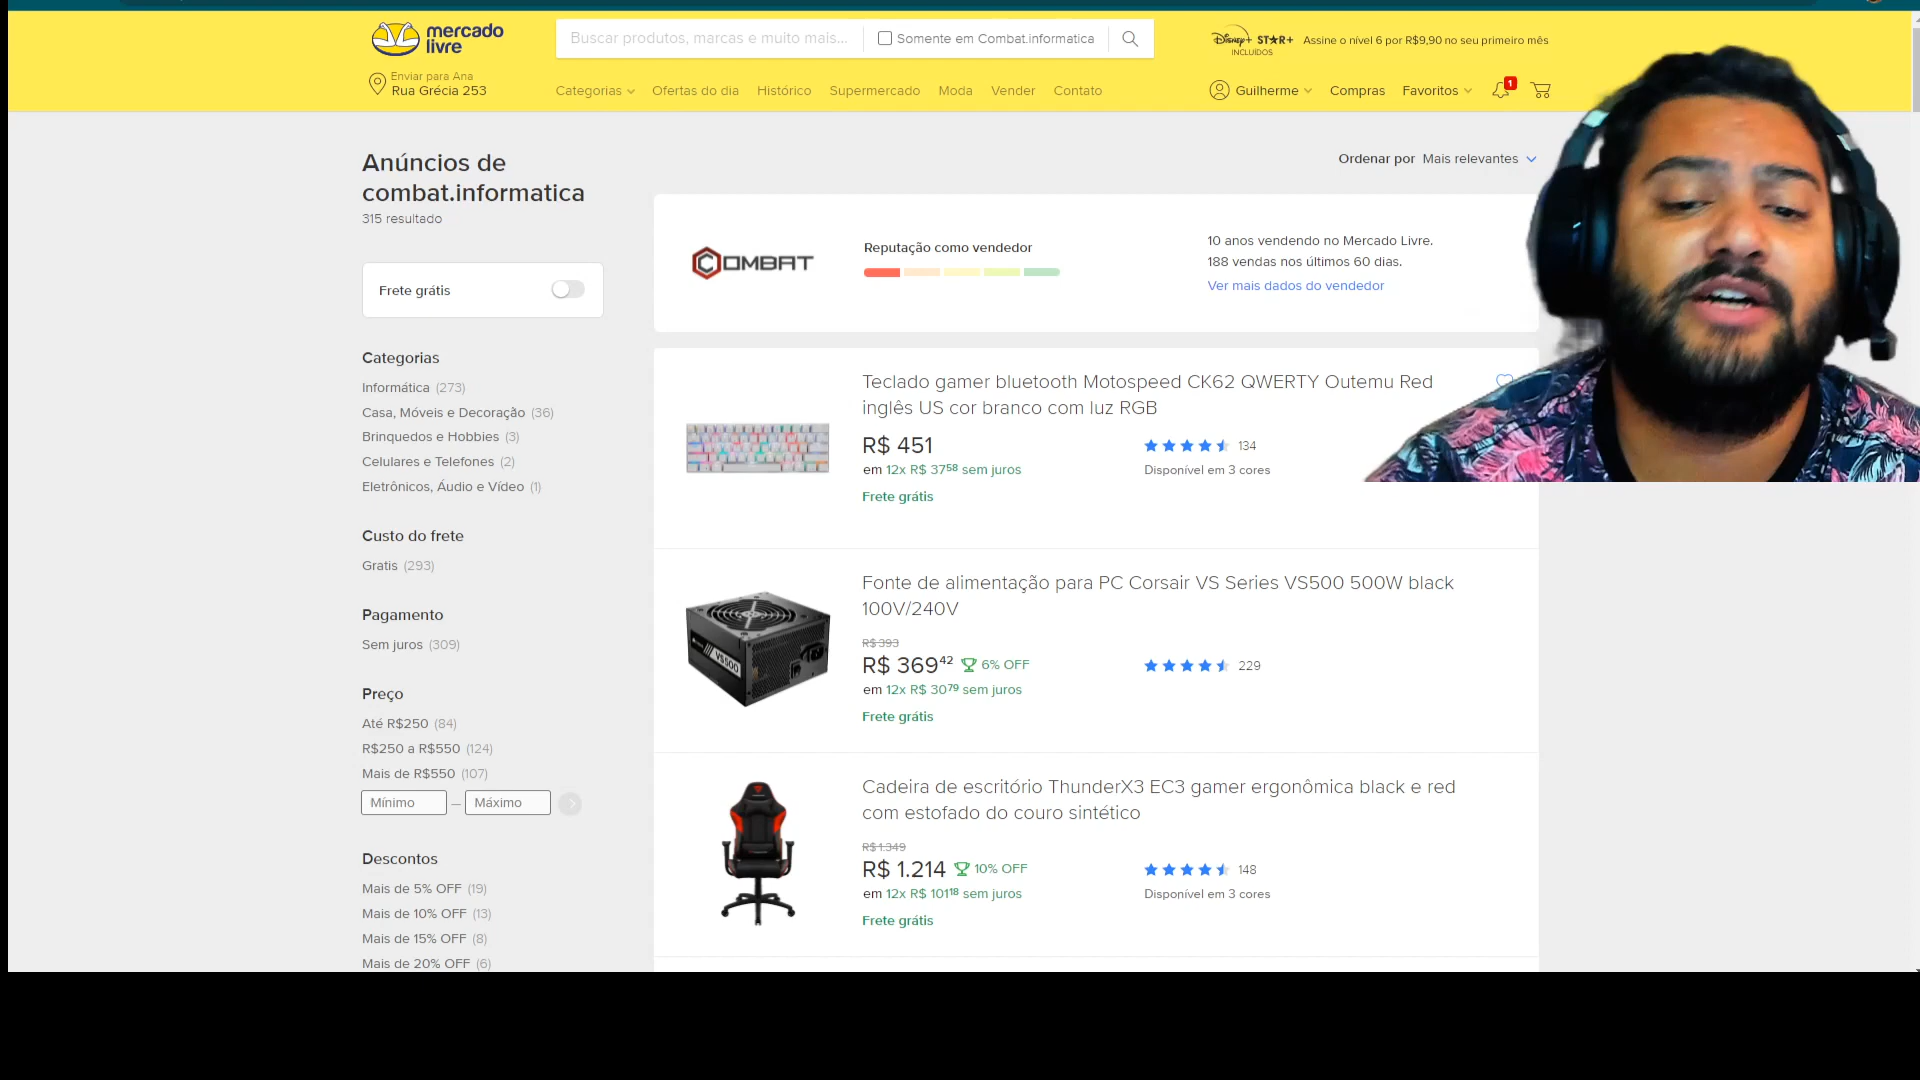 mercado
livre
Buscar produtos, marcas e muito mais...
Somente em Combat.informatica
Disney+ STAR+
INCLUÍDOS
Assine o nível 6 por R$9,90 no seu primeiro mês
Enviar para Ana
Rua Grécia 253
Categorias
Ofertas do dia
Histórico
Supermercado
Moda
Vender
Contato
Guilherme
Compras
Favoritos
1
Anúncios de
combat.informatica
315 resultado
Ordenar por Mais relevantes
Frete grátis
Categorias
Informática (273)
Casa, Móveis e Decoração (36)
Brinquedos e Hobbies (3)
Celulares e Telefones (2)
Eletrônicos, Áudio e Vídeo (1)
Custo do frete
Gratis (293)
Pagamento
Sem juros (309)
Preço
Até R$250 (84)
R$250 a R$550 (124)
Mais de R$550 (107)
Mínimo — Máximo
Descontos
Mais de 5% OFF (19)
Mais de 10% OFF (13)
Mais de 15% OFF (8)
Mais de 20% OFF (6)
COMBAT
Reputação como vendedor
10 anos vendendo no Mercado Livre.
188 vendas nos últimos 60 dias.
Ver mais dados do vendedor
Teclado gamer bluetooth Motospeed CK62 QWERTY Outemu Red
inglês US cor branco com luz RGB
R$ 451
134
em 12x R$ 3758 sem juros
Disponível em 3 cores
Frete grátis
VS500
Fonte de alimentação para PC Corsair VS Series VS500 500W black
100V/240V
R$ 393
R$ 36942 6% OFF
229
em 12x R$ 3079 sem juros
Frete grátis
Cadeira de escritório ThunderX3 EC3 gamer ergonômica black e red
com estofado do couro sintético
R$ 1.349
R$ 1.214 10% OFF
148
em 12x R$ 10118 sem juros
Disponível em 3 cores
Frete grátis